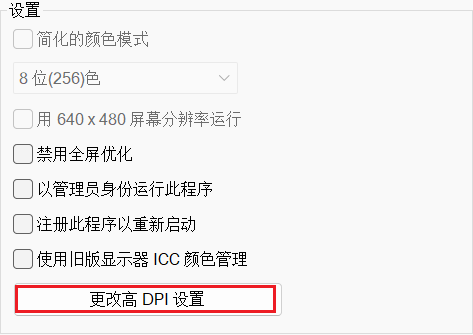 设置
简化的颜色模式
8 位(256)色
用 640 x 480 屏幕分辨率运行
禁用全屏优化
以管理员身份运行此程序
注册此程序以重新启动
使用旧版显示器 ICC 颜色管理
更改高 DPI 设置